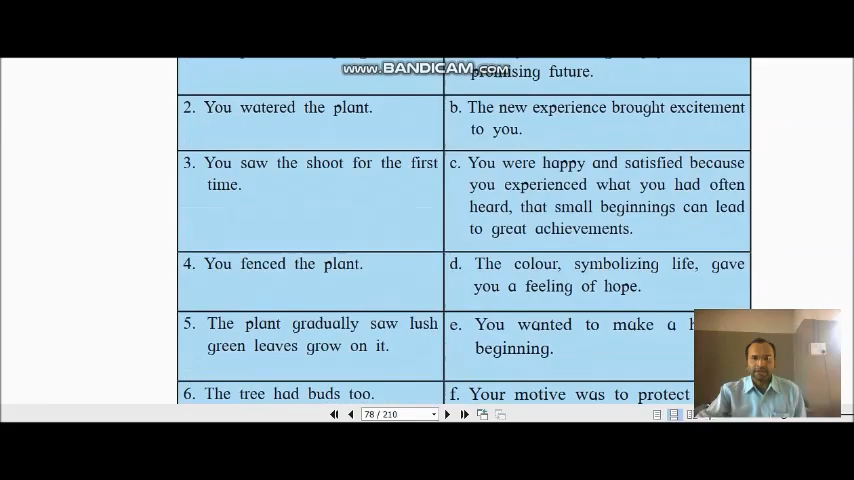 www.BANDICAM.com
promising future.
2. You watered the plant.
b. The new experience brought excitement
to you.
3. You saw the shoot for the first
time.
c. You were happy and satisfied because
you experienced what you had often
heard, that small beginnings can lead
to great achievements.
4. You fenced the plant.
d. The colour, symbolizing life, gave
you a feeling of hope.
5. The plant gradually saw lush
green leaves grow on it.
e. You wanted to make a
beginning.
6. The tree had buds too.
f. Your motive was to protect
78 / 210